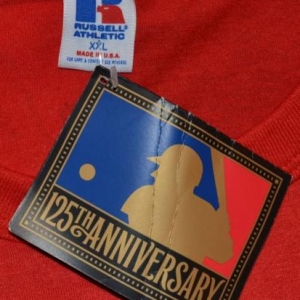 R
RUSSELL
ATHLETIC
XXL
MADE IN U.S.A.
125TH ANNIVERSARY